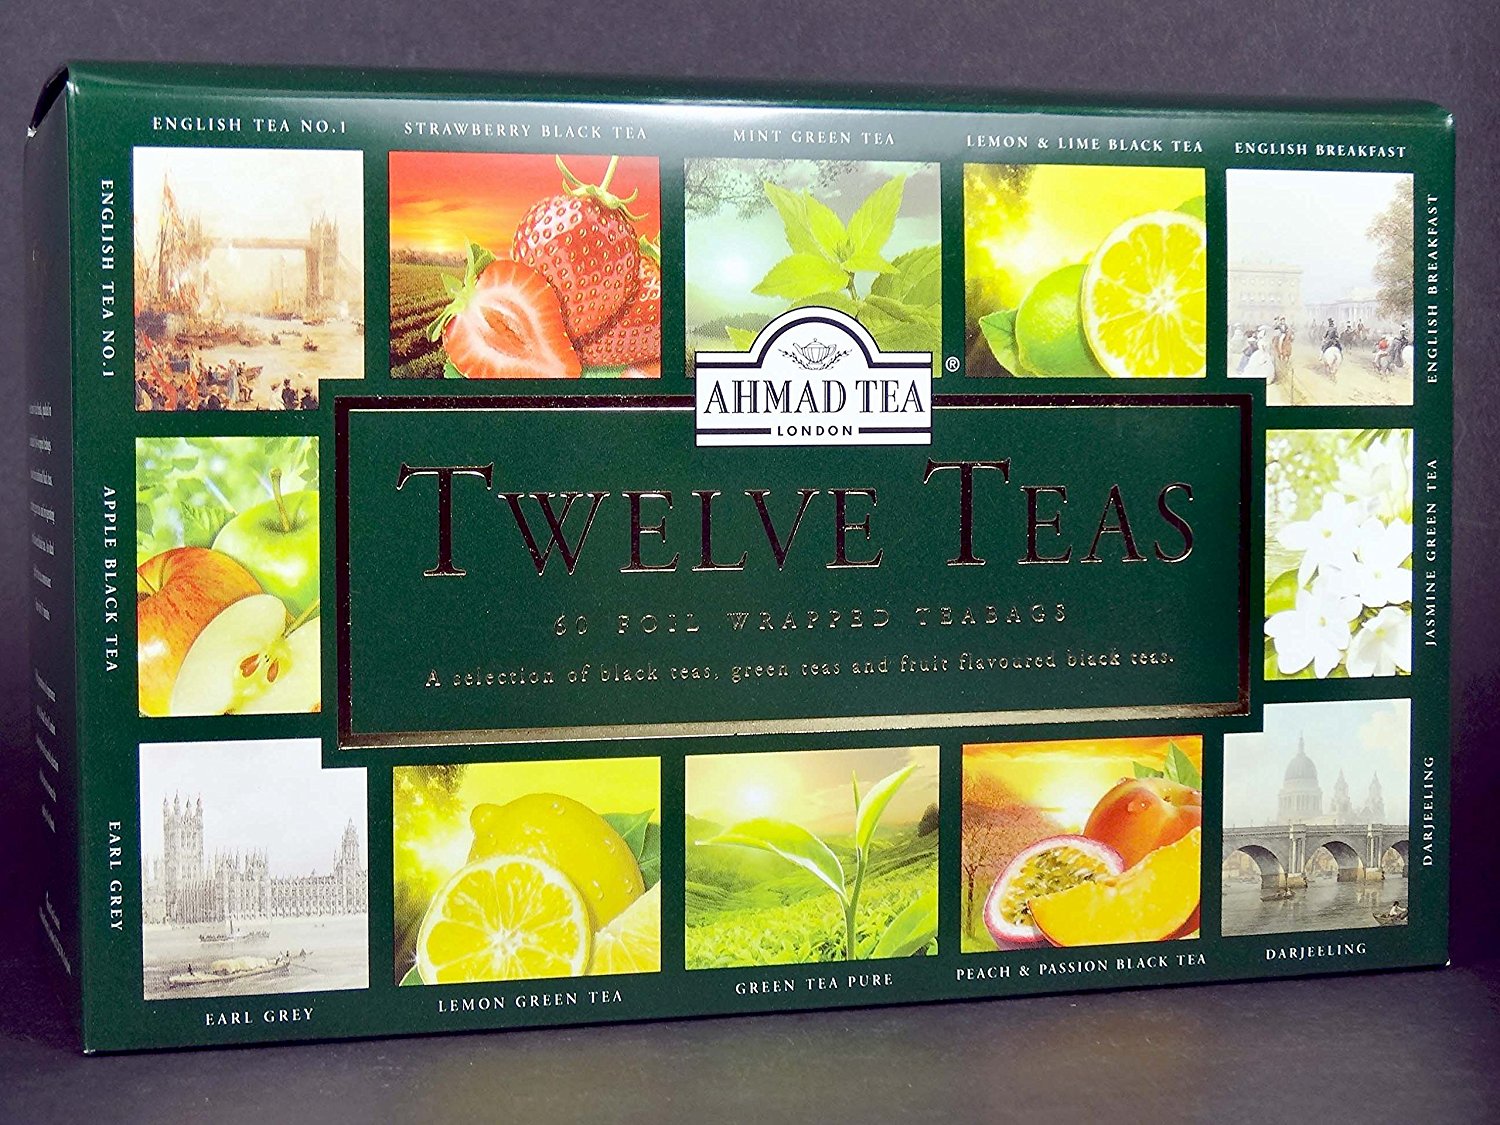 ENGLISH TEA NO.1
STRAWBERRY BLACK TEA
MINT GREEN TEA
LEMON & LIME BLACK TEA
ENGLISH BREAKFAST
ENGLISH TEA NO.1
ENGLISH BREAKFAST
AHMAD TEA
®
LONDON
TWELVE TEAS
60 FOIL WRAPPED TEABAGS
A selection of black teas, green teas and fruit flavoured black teas.
APPLE BLACK TEA
JASMINE GREEN TEA
EARL GREY
DARJEELING
EARL GREY
LEMON GREEN TEA
GREEN TEA PURE
PEACH & PASSION BLACK TEA
DARJEELING